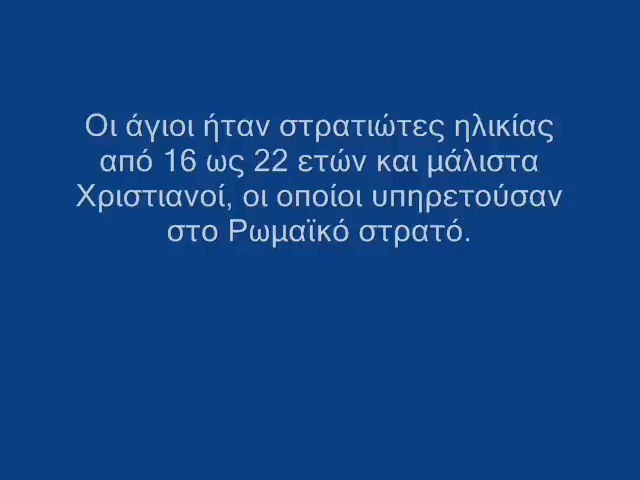 Οι άγιοι ήταν στρατιώτες ηλικίας
από 16 ως 22 ετών και μάλιστα
Χριστιανοί, οι οποίοι υπηρετούσαν
στο Ρωμαϊκό στρατό.